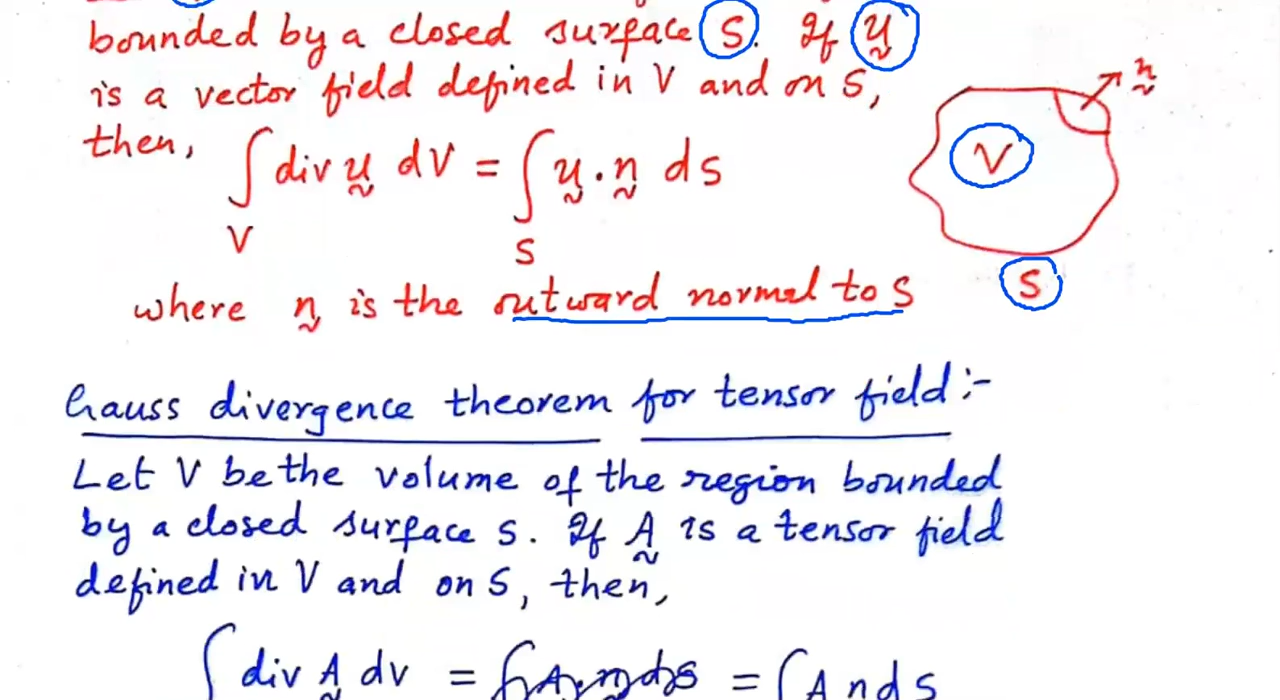 bounded by a closed surface S. If u
is a vector field defined in V and on S,
then,
∫ div u dV = ∫ u . n ds
V S
where n is the outward normal to S
n
V
S
Gauss divergence theorem for tensor field :-
Let V be the volume of the region bounded
by a closed surface S. If A is a tensor field
defined in V and on S, then,
∫ div A dv = ∫ A . n ds = ∫ A n ds